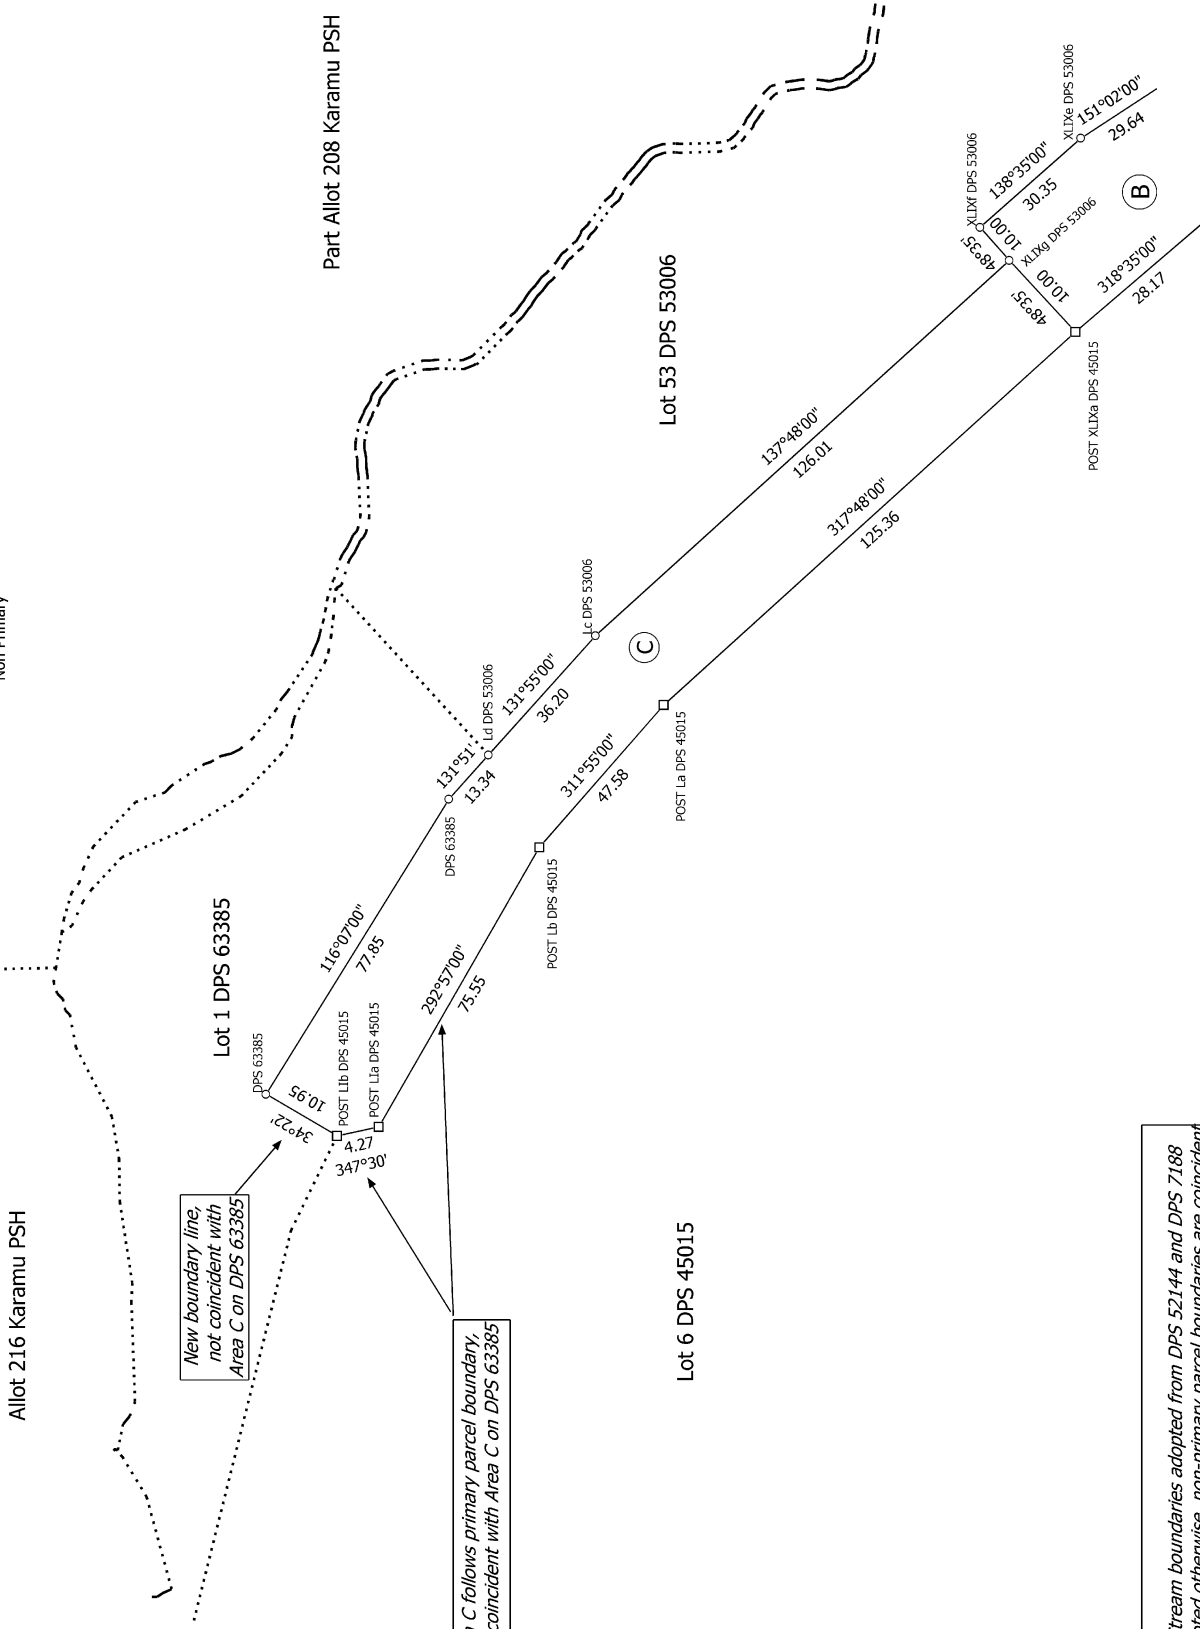 Non Primary
Allot 216 Karamu PSH
Part Allot 208 Karamu PSH
Lot 1 DPS 63385
Lot 53 DPS 53006
Lot 6 DPS 45015
New boundary line,
not coincident with
Area C on DPS 63385
C follows primary parcel boundary,
coincident with Area C on DPS 63385
DPS 63385
34°22'
10.95
POST LIb DPS 45015
POST LIa DPS 45015
4.27
347°30'
116°07'00"
77.85
292°57'00"
75.55
DPS 63385
POST Lb DPS 45015
131°51'
13.34
Ld DPS 53006
131°55'00"
36.20
311°55'00"
47.58
Lc DPS 53006
POST La DPS 45015
C
137°48'00"
126.01
317°48'00"
125.36
XLIXf DPS 53006
48°35'
10.00
XLIXg DPS 53006
48°35'
10.00
POST XLIXa DPS 45015
138°35'00"
30.35
XLIXe DPS 53006
151°02'00"
29.64
B
318°35'00"
28.17
tream boundaries adopted from DPS 52144 and DPS 7188
otherwise, non-primary parcel boundaries are coincident